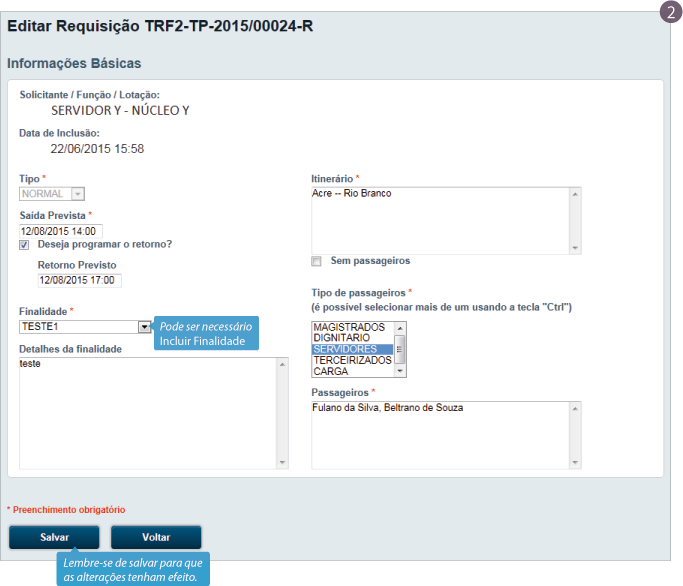 2
Editar Requisição TRF2-TP-2015/00024-R
Informações Básicas
Solicitante / Função / Lotação:
SERVIDOR Y - NÚCLEO Y
Data de Inclusão:
22/06/2015 15:58
Tipo *
NORMAL
Saída Prevista *
12/08/2015 14:00
Deseja programar o retorno?
Retorno Previsto
12/08/2015 17:00
Finalidade *
TESTE1
Pode ser necessário
Incluir Finalidade
Detalhes da finalidade
teste
Itinerário *
Acre -- Rio Branco
Sem passageiros
Tipo de passageiros *
(é possível selecionar mais de um usando a tecla "Ctrl")
MAGISTRADOS
DIGNITARIO
SERVIDORES
TERCEIRIZADOS
CARGA
Passageiros *
Fulano da Silva, Beltrano de Souza
* Preenchimento obrigatório
Salvar
Voltar
Lembre-se de salvar para que
as alterações tenham efeito.